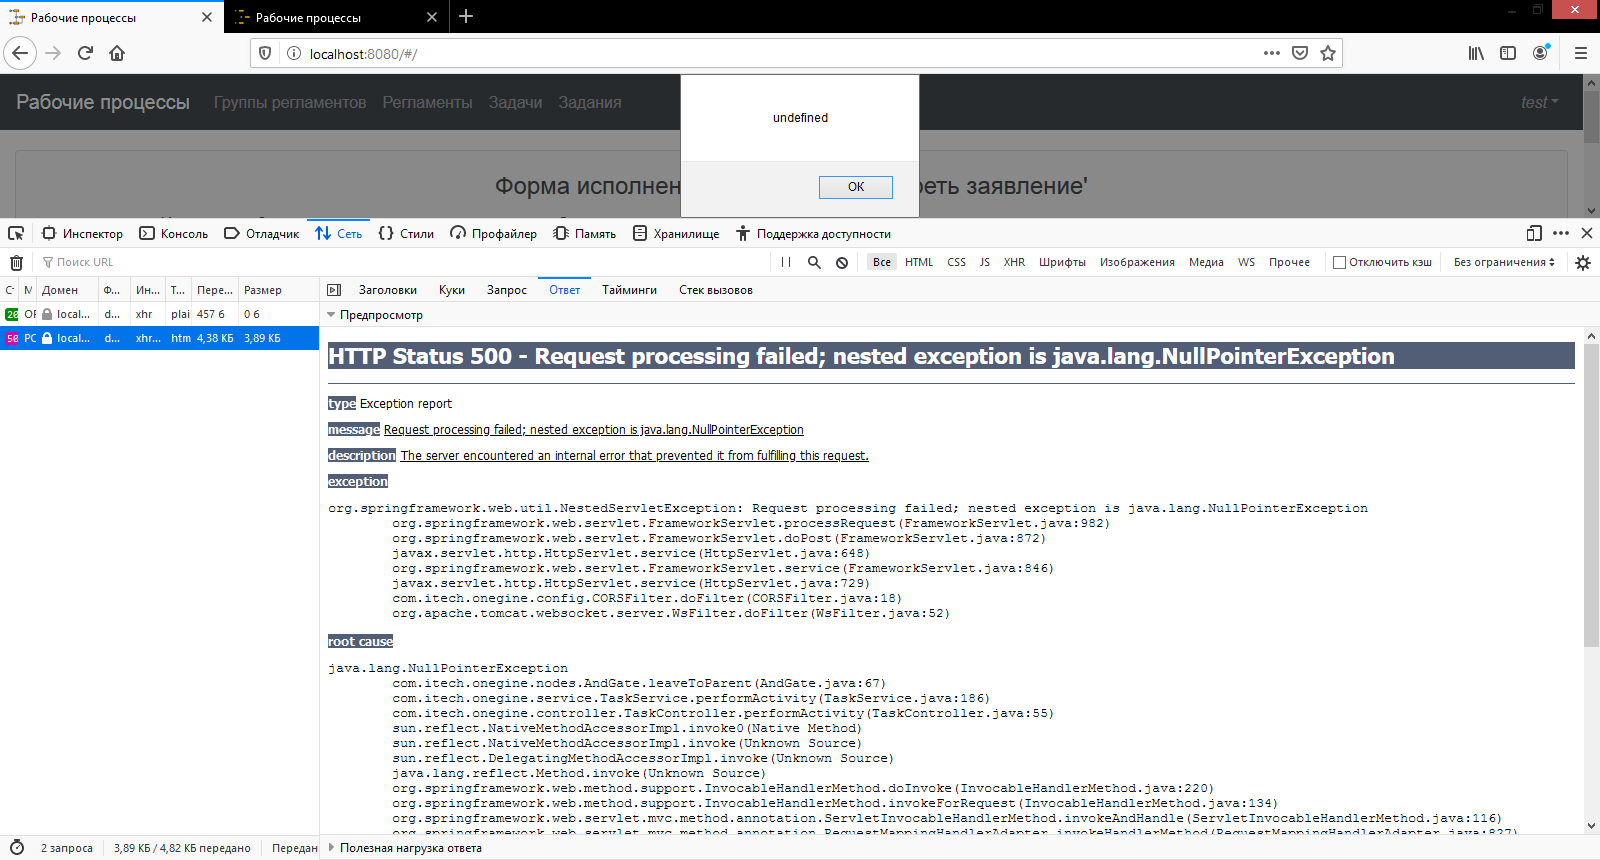 Рабочие процессы
Рабочие процессы
localhost:8080/#/
Рабочие процессы Группы регламентов Регламенты Задачи Задания test
undefined
OK
Форма исполнен
реть заявление'
Инспектор Консоль Отладчик Сеть Стили Профайлер Память Хранилище Поддержка доступности
Поиск URL Все HTML CSS JS XHR Шрифты Изображения Медиа WS Прочее Отключить кэш Без ограничения
С М Домен Ф... Ин... Т... Пере... Размер
Заголовки Куки Запрос Ответ Тайминги Стек вызовов
20 OF local... d... xhr plai 457 б 0 б
50 PC local... d... xhr... htm 4,38 КБ 3,89 КБ
Предпросмотр
HTTP Status 500 - Request processing failed; nested exception is java.lang.NullPointerException
type Exception report
message Request processing failed; nested exception is java.lang.NullPointerException
description The server encountered an internal error that prevented it from fulfilling this request.
exception
org.springframework.web.util.NestedServletException: Request processing failed; nested exception is java.lang.NullPointerException
org.springframework.web.servlet.FrameworkServlet.processRequest(FrameworkServlet.java:982)
org.springframework.web.servlet.FrameworkServlet.doPost(FrameworkServlet.java:872)
javax.servlet.http.HttpServlet.service(HttpServlet.java:648)
org.springframework.web.servlet.FrameworkServlet.service(FrameworkServlet.java:846)
javax.servlet.http.HttpServlet.service(HttpServlet.java:729)
com.itech.onegine.config.CORSFilter.doFilter(CORSFilter.java:18)
org.apache.tomcat.websocket.server.WsFilter.doFilter(WsFilter.java:52)
root cause
java.lang.NullPointerException
com.itech.onegine.nodes.AndGate.leaveToParent(AndGate.java:67)
com.itech.onegine.service.TaskService.performActivity(TaskService.java:186)
com.itech.onegine.controller.TaskController.performActivity(TaskController.java:55)
sun.reflect.NativeMethodAccessorImpl.invoke0(Native Method)
sun.reflect.NativeMethodAccessorImpl.invoke(Unknown Source)
sun.reflect.DelegatingMethodAccessorImpl.invoke(Unknown Source)
java.lang.reflect.Method.invoke(Unknown Source)
org.springframework.web.method.support.InvocableHandlerMethod.doInvoke(InvocableHandlerMethod.java:220)
org.springframework.web.method.support.InvocableHandlerMethod.invokeForRequest(InvocableHandlerMethod.java:134)
org.springframework.web.servlet.mvc.method.annotation.ServletInvocableHandlerMethod.invokeAndHandle(ServletInvocableHandlerMethod.java:116)
org.springframework.web.servlet.mvc.method.annotation.RequestMappingHandlerAdapter.invokeHandlerMethod(RequestMappingHandlerAdapter.java:827)
2 запроса 3,89 КБ / 4,82 КБ передано Передан
Полезная нагрузка ответа